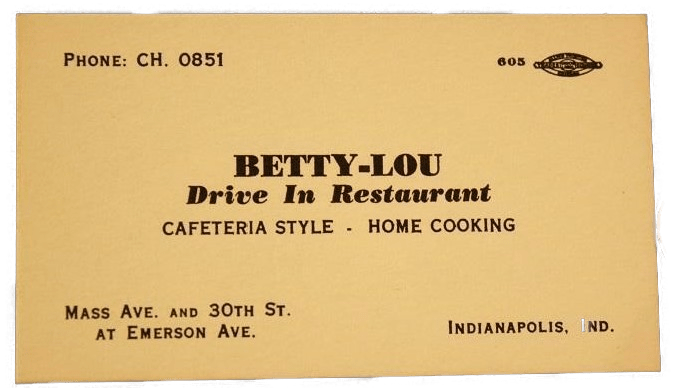 PHONE: CH. 0851
605
BETTY-LOU
Drive In Restaurant
CAFETERIA STYLE - HOME COOKING
MASS AVE. AND 30TH ST.
AT EMERSON AVE.
INDIANAPOLIS, IND.